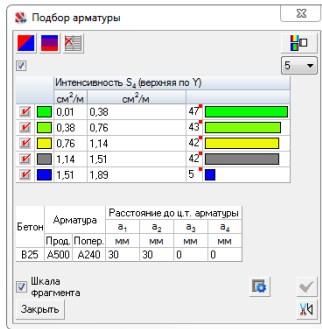 Подбор арматуры
5
Интенсивность S4 (верхняя по Y)
см²/м см²/м
0,01 0,38 47
0,38 0,76 43
0,76 1,14 42
1,14 1,51 42
1,51 1,89 5
Бетон Арматура Расстояние до ц.т. арматуры
a1 a2 a3 a4
Прод. Попер. мм мм мм мм
B25 A500 A240 30 30 0 0
Шкала
фрагмента
Закрыть